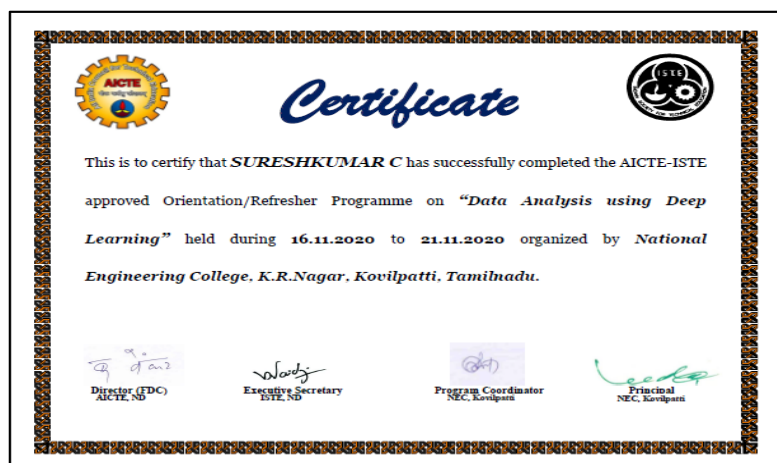 AICTE
ISTE
Certificate
This is to certify that SURESHKUMAR C has successfully completed the AICTE-ISTE
approved Orientation/Refresher Programme on "Data Analysis using Deep
Learning" held during 16.11.2020 to 21.11.2020 organized by National
Engineering College, K.R.Nagar, Kovilpatti, Tamilnadu.
Director (FDC) Executive Secretary Program Coordinator Principal
AICTE, ND ISTE, ND NEC, Kovilpatti NEC, Kovilpatti